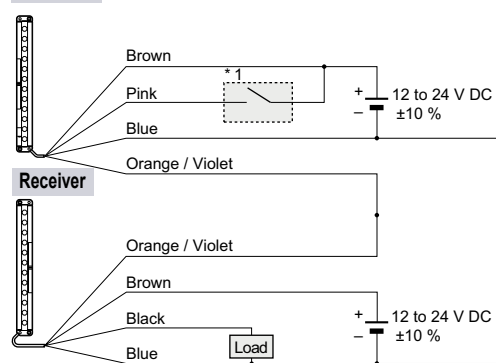 Brown
* 1
Pink
+ 12 to 24 V DC
– ±10 %
Blue
Orange / Violet
Receiver
Orange / Violet
Brown
Black
+ 12 to 24 V DC
– ±10 %
Load
Blue